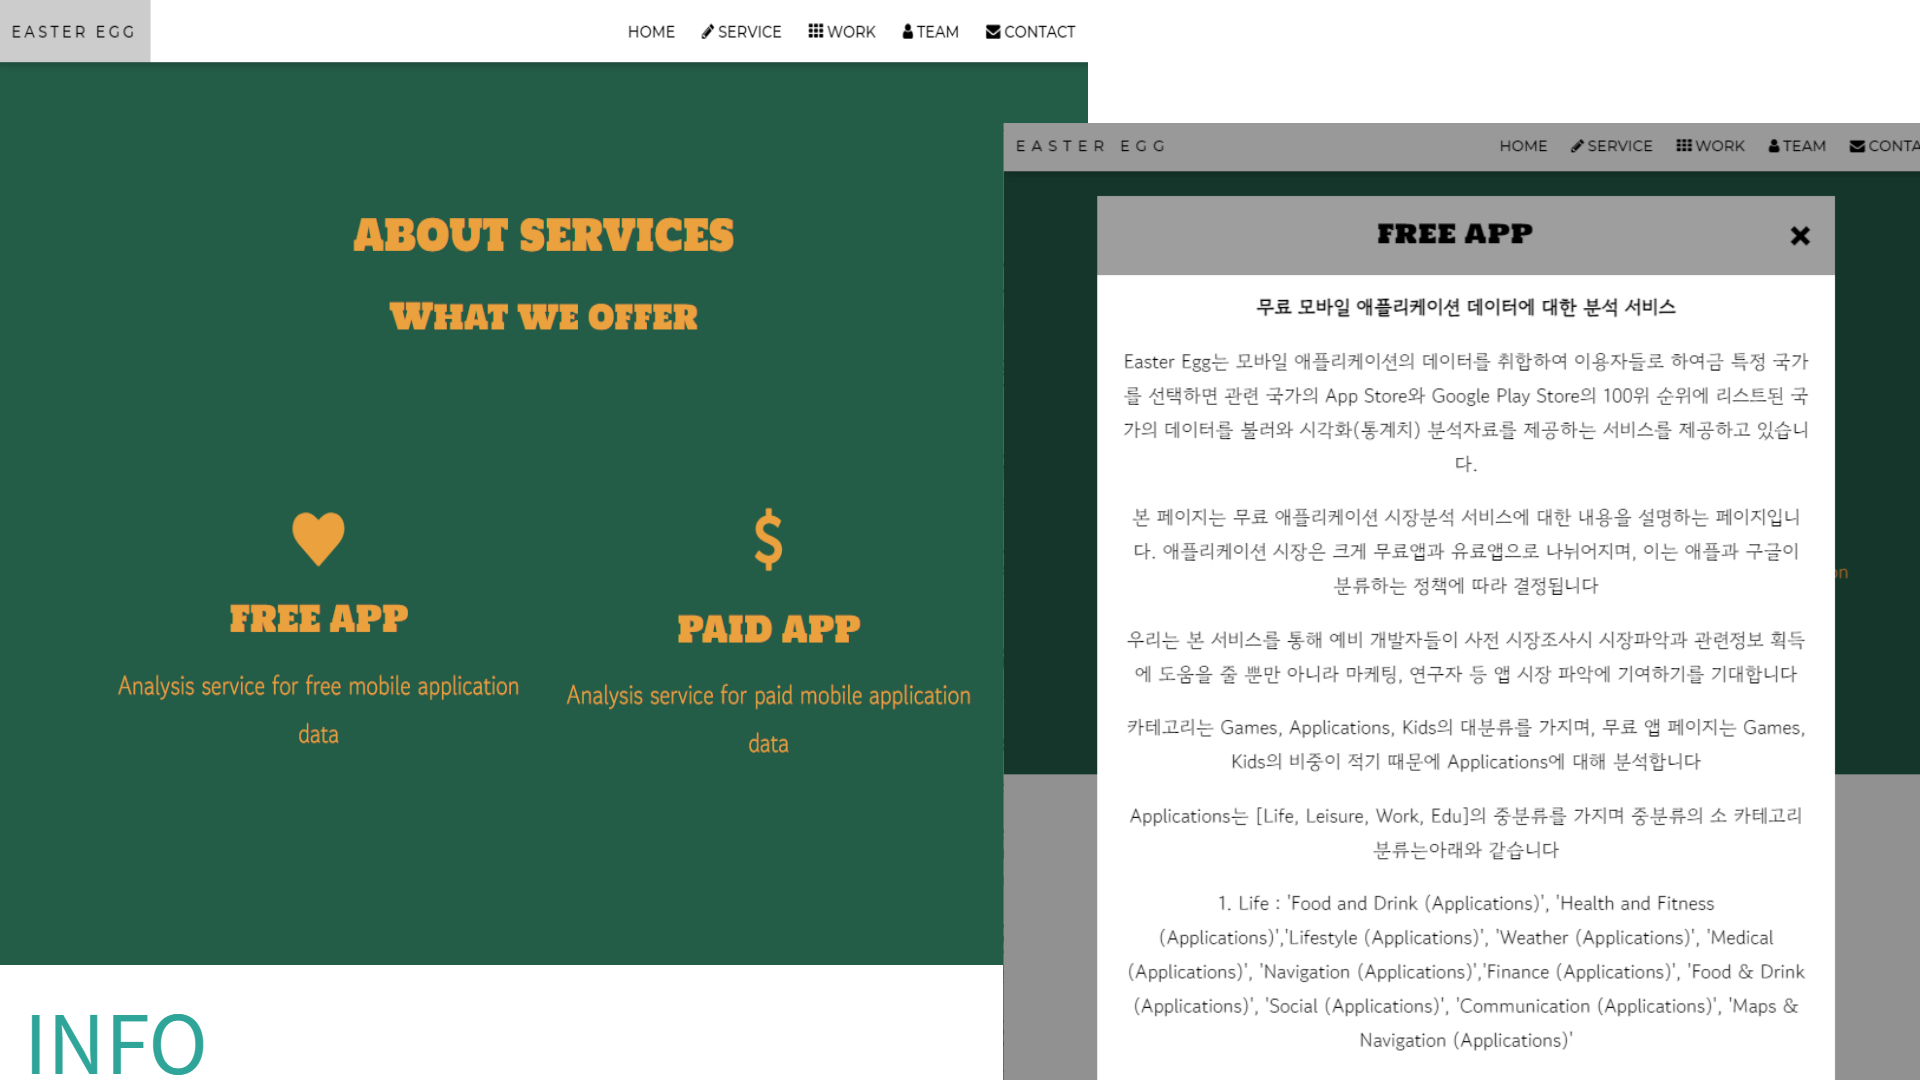 EASTER EGG
HOME SERVICE WORK TEAM CONTACT
ABOUT SERVICES
WHAT WE OFFER
FREE APP
Analysis service for free mobile application
data
$
PAID APP
Analysis service for paid mobile application
data
INFO
EASTER EGG
HOME SERVICE WORK TEAM CONTA
FREE APP
무료 모바일 애플리케이션 데이터에 대한 분석 서비스
Easter Egg는 모바일 애플리케이션의 데이터를 취합하여 이용자들로 하여금 특정 국가
를 선택하면 관련 국가의 App Store와 Google Play Store의 100위 순위에 리스트된 국
가의 데이터를 불러와 시각화(통계치) 분석자료를 제공하는 서비스를 제공하고 있습니
다.
본 페이지는 무료 애플리케이션 시장분석 서비스에 대한 내용을 설명하는 페이지입니
다. 애플리케이션 시장은 크게 무료앱과 유료앱으로 나뉘어지며, 이는 애플과 구글이
분류하는 정책에 따라 결정됩니다
우리는 본 서비스를 통해 예비 개발자들이 사전 시장조사시 시장파악과 관련정보 획득
에 도움을 줄 뿐만 아니라 마케팅, 연구자 등 앱 시장 파악에 기여하기를 기대합니다
카테고리는 Games, Applications, Kids의 대분류를 가지며, 무료 앱 페이지는 Games,
Kids의 비중이 적기 때문에 Applications에 대해 분석합니다
Applications는 [Life, Leisure, Work, Edu]의 중분류를 가지며 중분류의 소 카테고리
분류는아래와 같습니다
1. Life : 'Food and Drink (Applications)', 'Health and Fitness
(Applications)','Lifestyle (Applications)', 'Weather (Applications)', 'Medical
(Applications)', 'Navigation (Applications)','Finance (Applications)', 'Food & Drink
(Applications)', 'Social (Applications)', 'Communication (Applications)', 'Maps &
Navigation (Applications)'
on